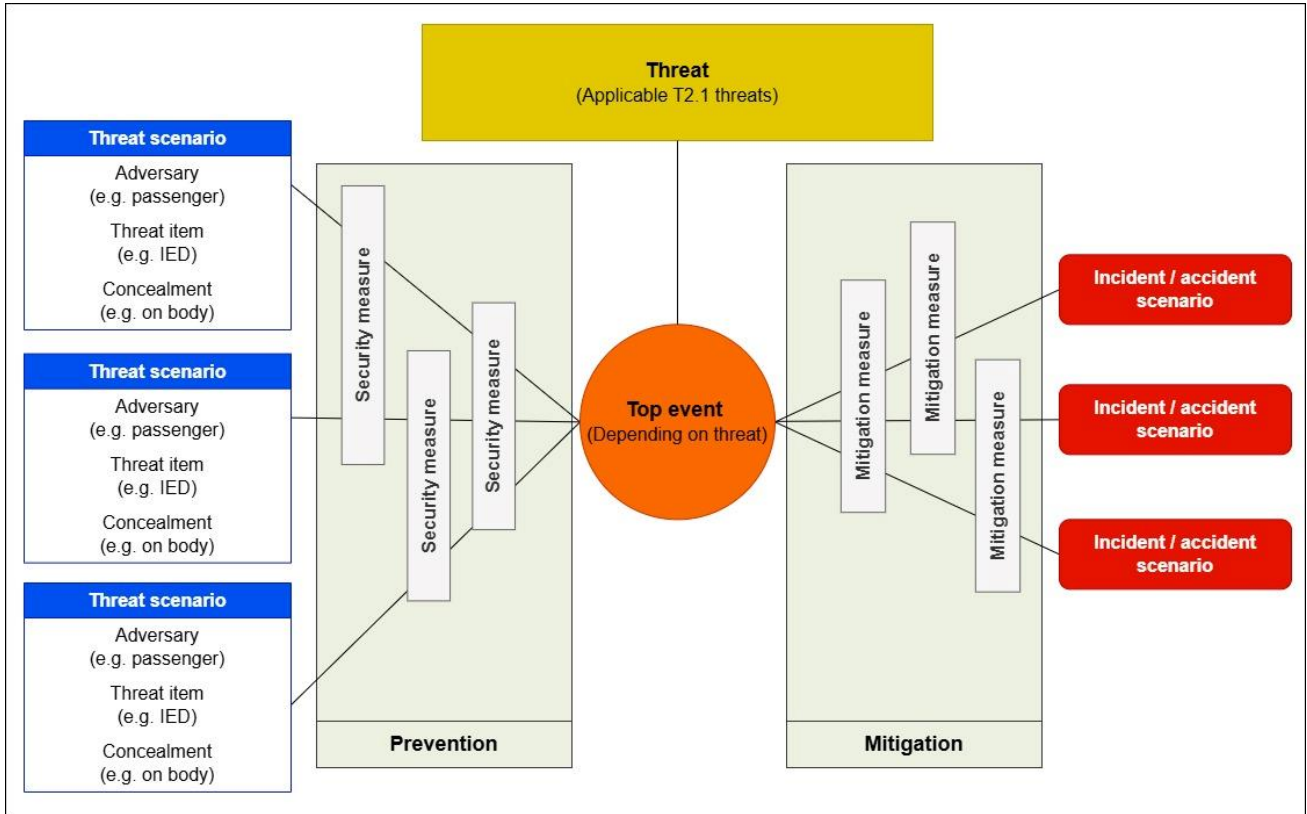 Threat
(Applicable T2.1 threats)
Threat scenario
Adversary
(e.g. passenger)
Threat item
(e.g. IED)
Concealment
(e.g. on body)
Threat scenario
Adversary
(e.g. passenger)
Threat item
(e.g. IED)
Concealment
(e.g. on body)
Threat scenario
Adversary
(e.g. passenger)
Threat item
(e.g. IED)
Concealment
(e.g. on body)
Security measure
Security measure
Security measure
Prevention
Top event
(Depending on threat)
Mitigation measure
Mitigation measure
Mitigation measure
Mitigation
Incident / accident
scenario
Incident / accident
scenario
Incident / accident
scenario